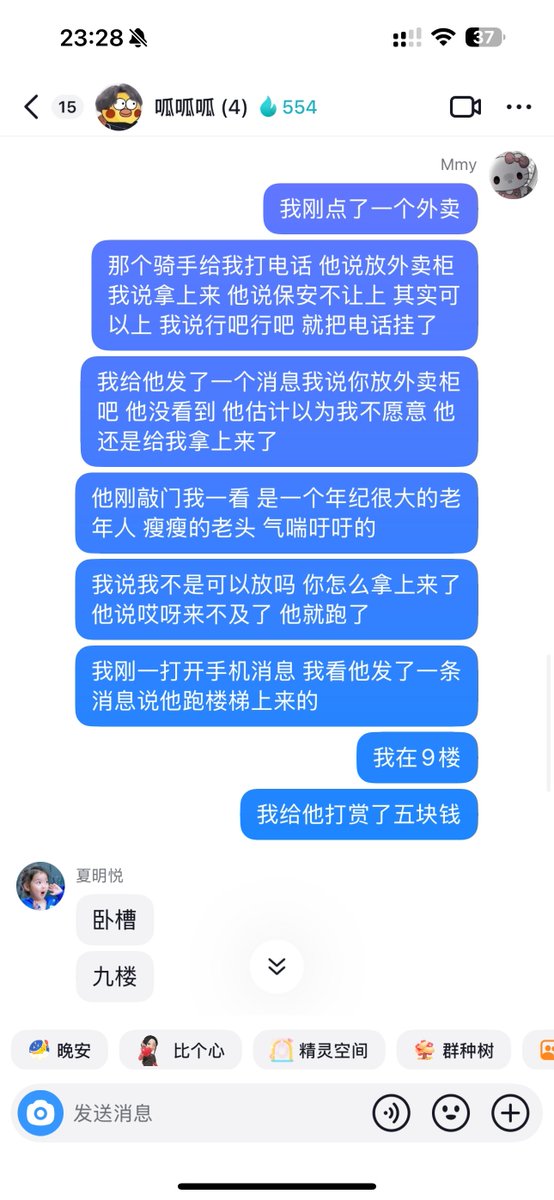 23:28
37
15
呱呱呱 (4)
554
Mmy
我刚点了一个外卖
那个骑手给我打电话 他说放外卖柜
我说拿上来 他说保安不让上 其实可
以上 我说行吧行吧 就把电话挂了
我给他发了一个消息我说你放外卖柜
吧 他没看到 他估计以为我不愿意 他
还是给我拿上来了
他刚敲门我一看 是一个年纪很大的老
年人 瘦瘦的老头 气喘吁吁的
我说我不是可以放吗 你怎么拿上来了
他说哎呀来不及了 他就跑了
我刚一打开手机消息 我看他发了一条
消息说他跑楼梯上来的
我在9楼
我给他打赏了五块钱
夏明悦
卧槽
九楼
晚安
比个心
精灵空间
群种树
发送消息